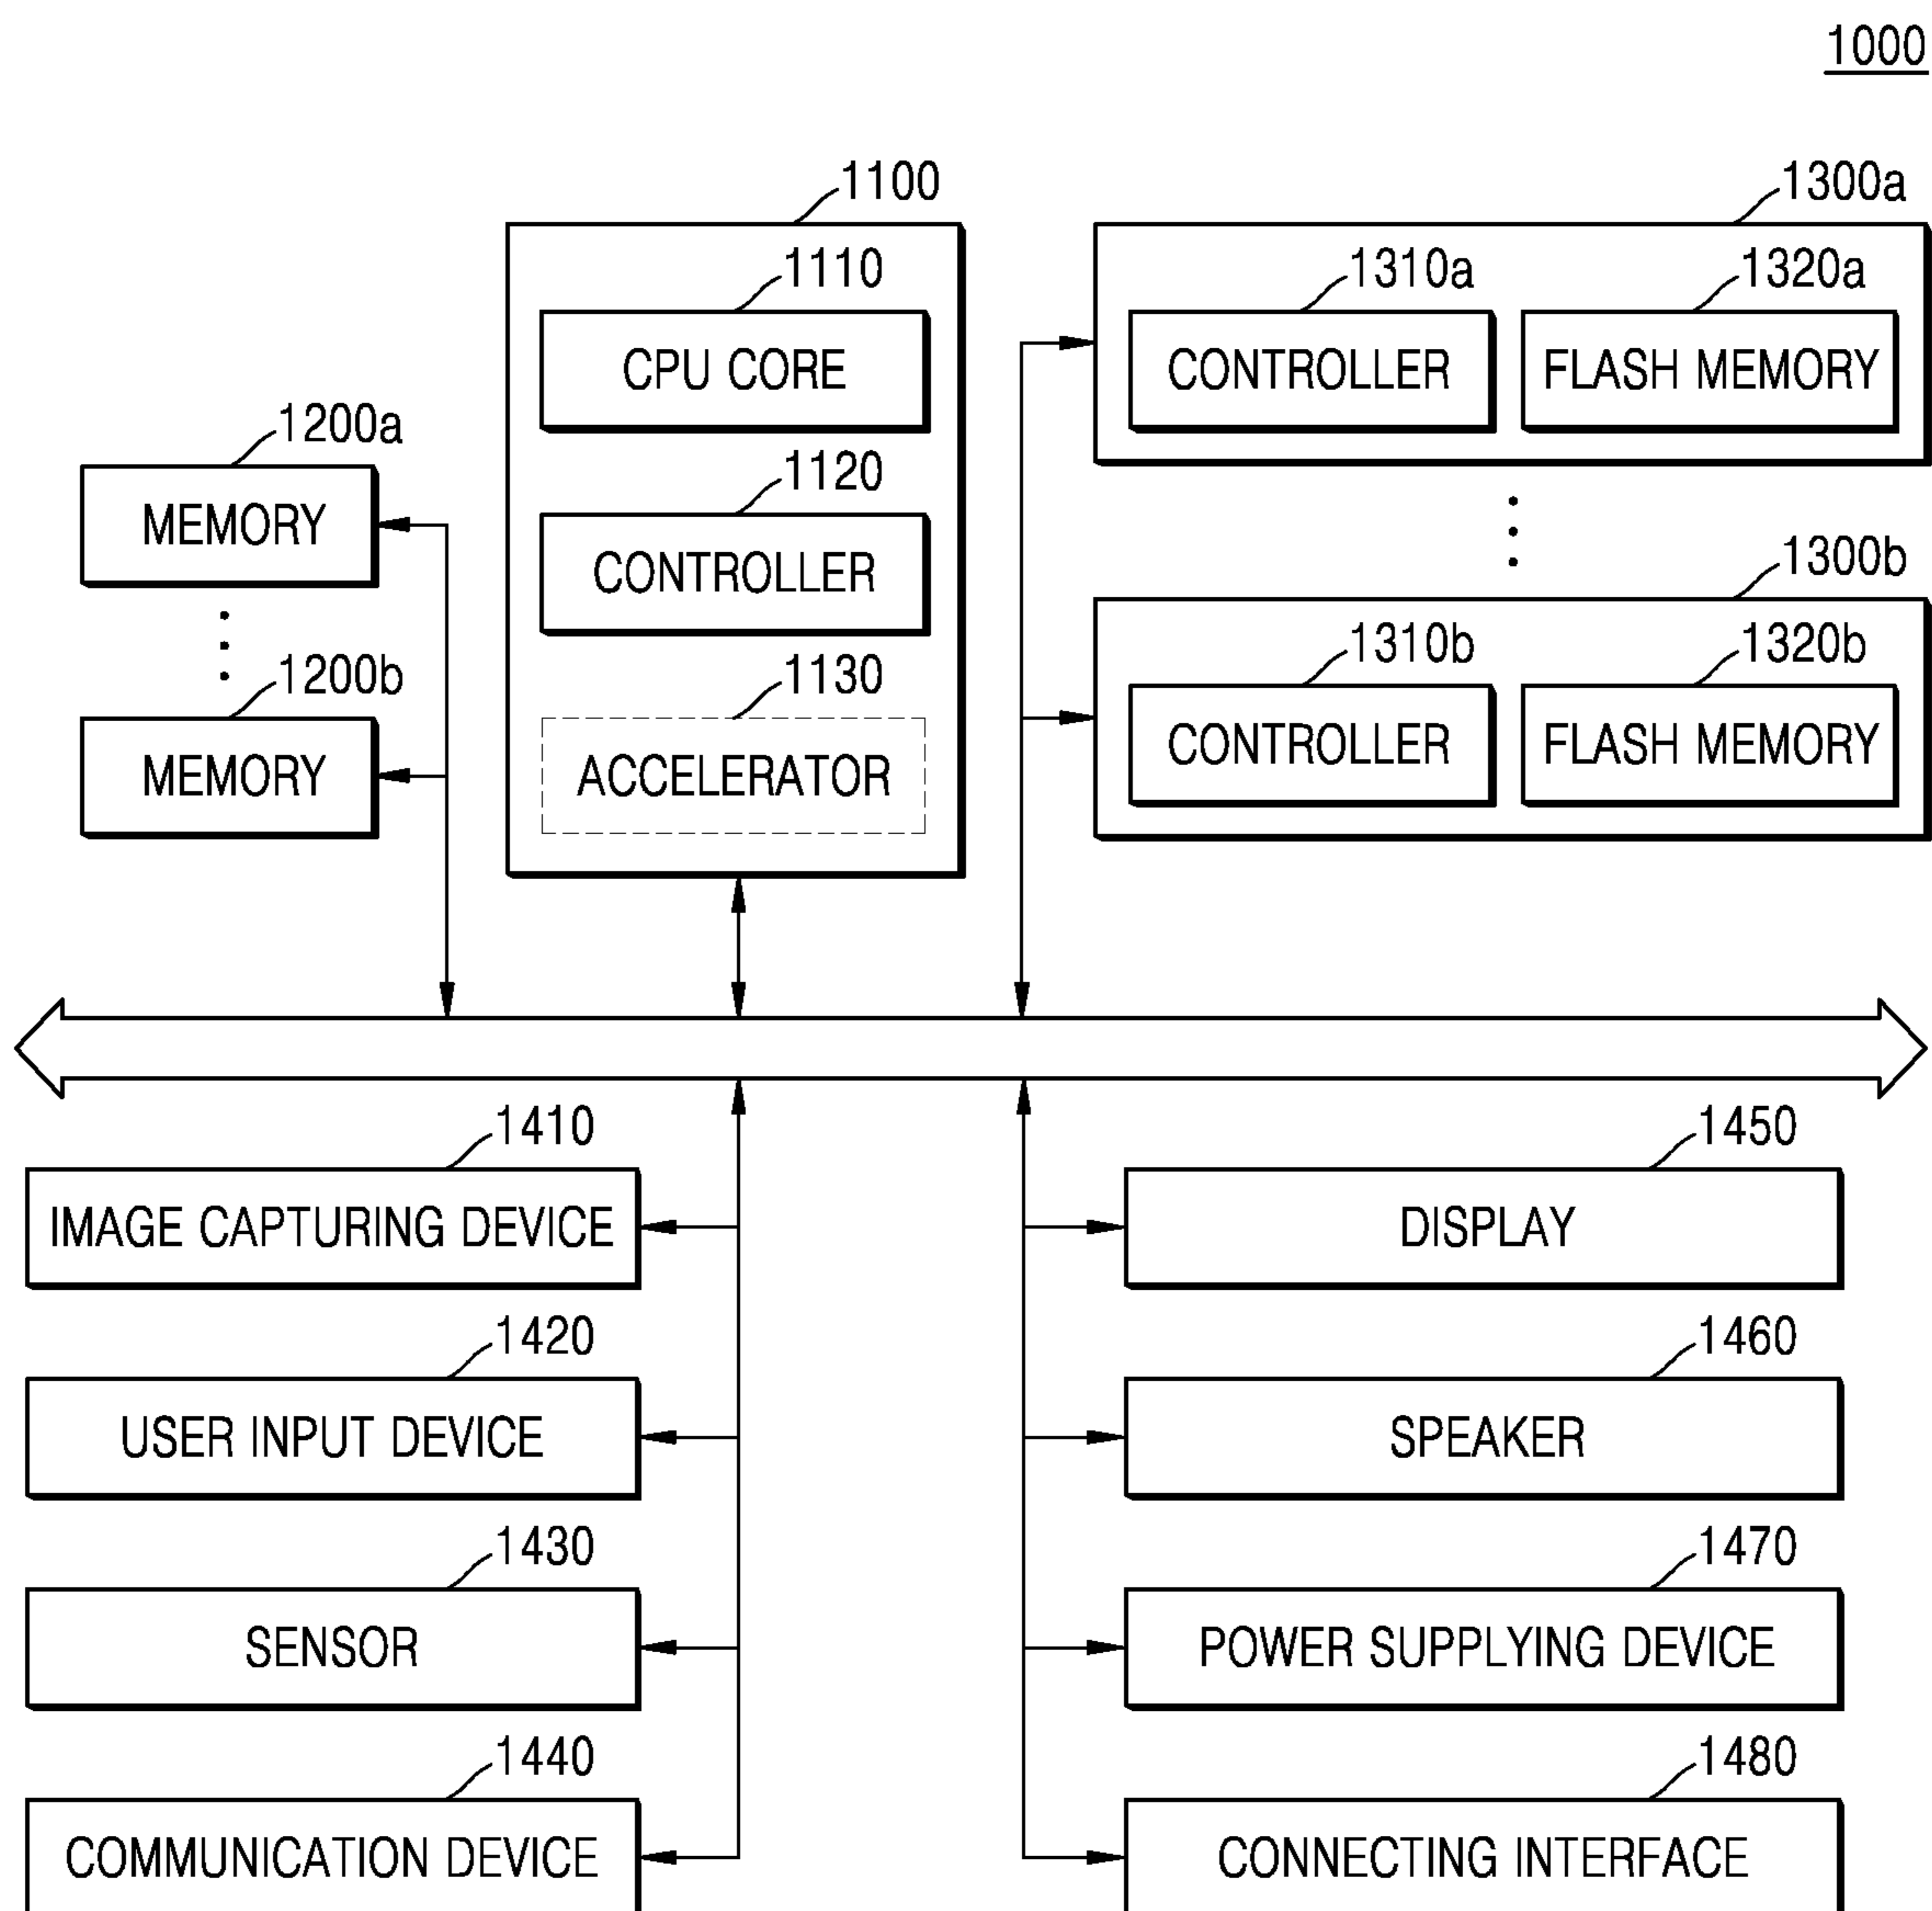 1000
1100
1110
CPU CORE
1120
CONTROLLER
1130
ACCELERATOR
1200a
MEMORY
1200b
MEMORY
1300a
1310a
CONTROLLER
1320a
FLASH MEMORY
1300b
1310b
CONTROLLER
1320b
FLASH MEMORY
1410
IMAGE CAPTURING DEVICE
1420
USER INPUT DEVICE
1430
SENSOR
1440
COMMUNICATION DEVICE
1450
DISPLAY
1460
SPEAKER
1470
POWER SUPPLYING DEVICE
1480
CONNECTING INTERFACE